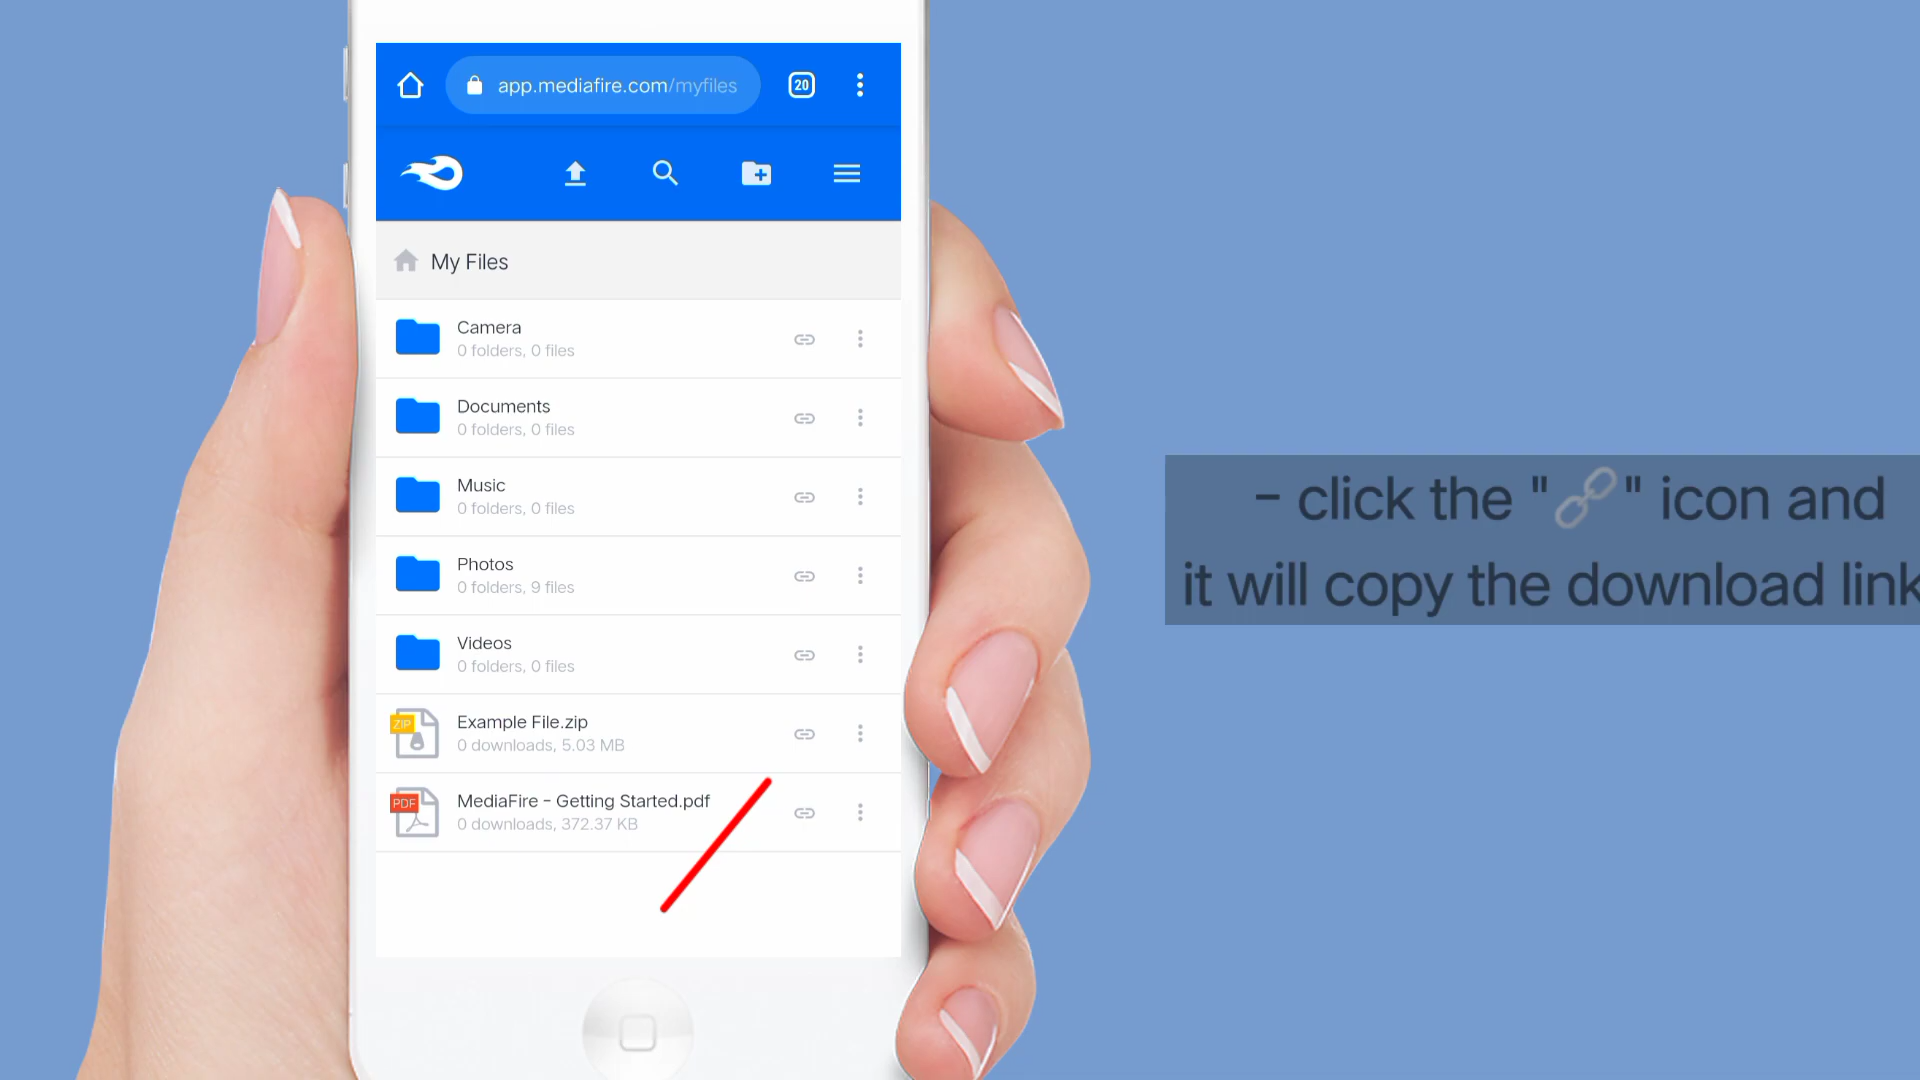 app.mediafire.com/myfiles
20
My Files
Camera
0 folders, 0 files
Documents
0 folders, 0 files
Music
0 folders, 0 files
Photos
0 folders, 9 files
Videos
0 folders, 0 files
ZIP
Example File.zip
0 downloads, 5.03 MB
PDF
MediaFire - Getting Started.pdf
0 downloads, 372.37 KB
- click the "🔗" icon and
it will copy the download link